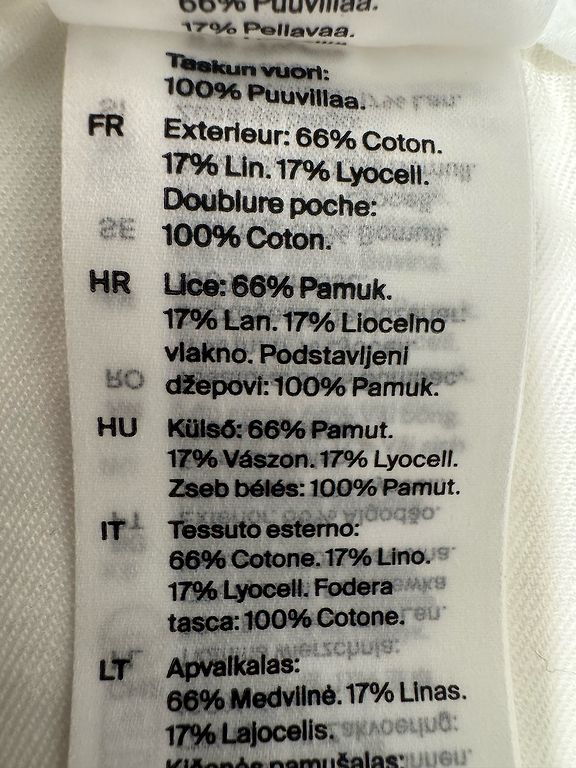 66% Puuvillaa.
17% Pellavaa.
Taskun vuori:
100% Puuvillaa.
FR Exterieur: 66% Coton.
17% Lin. 17% Lyocell.
Doublure poche:
100% Coton.
HR Lice: 66% Pamuk.
17% Lan. 17% Liocelno
vlakno. Podstavljeni
džepovi: 100% Pamuk.
HU Külső: 66% Pamut.
17% Vászon. 17% Lyocell.
Zseb bélés: 100% Pamut.
IT Tessuto esterno:
66% Cotone. 17% Lino.
17% Lyocell. Fodera
tasca: 100% Cotone.
LT Apvalkalas:
66% Medvilnė. 17% Linas.
17% Lajocelis.
Kišenės pamušalas: